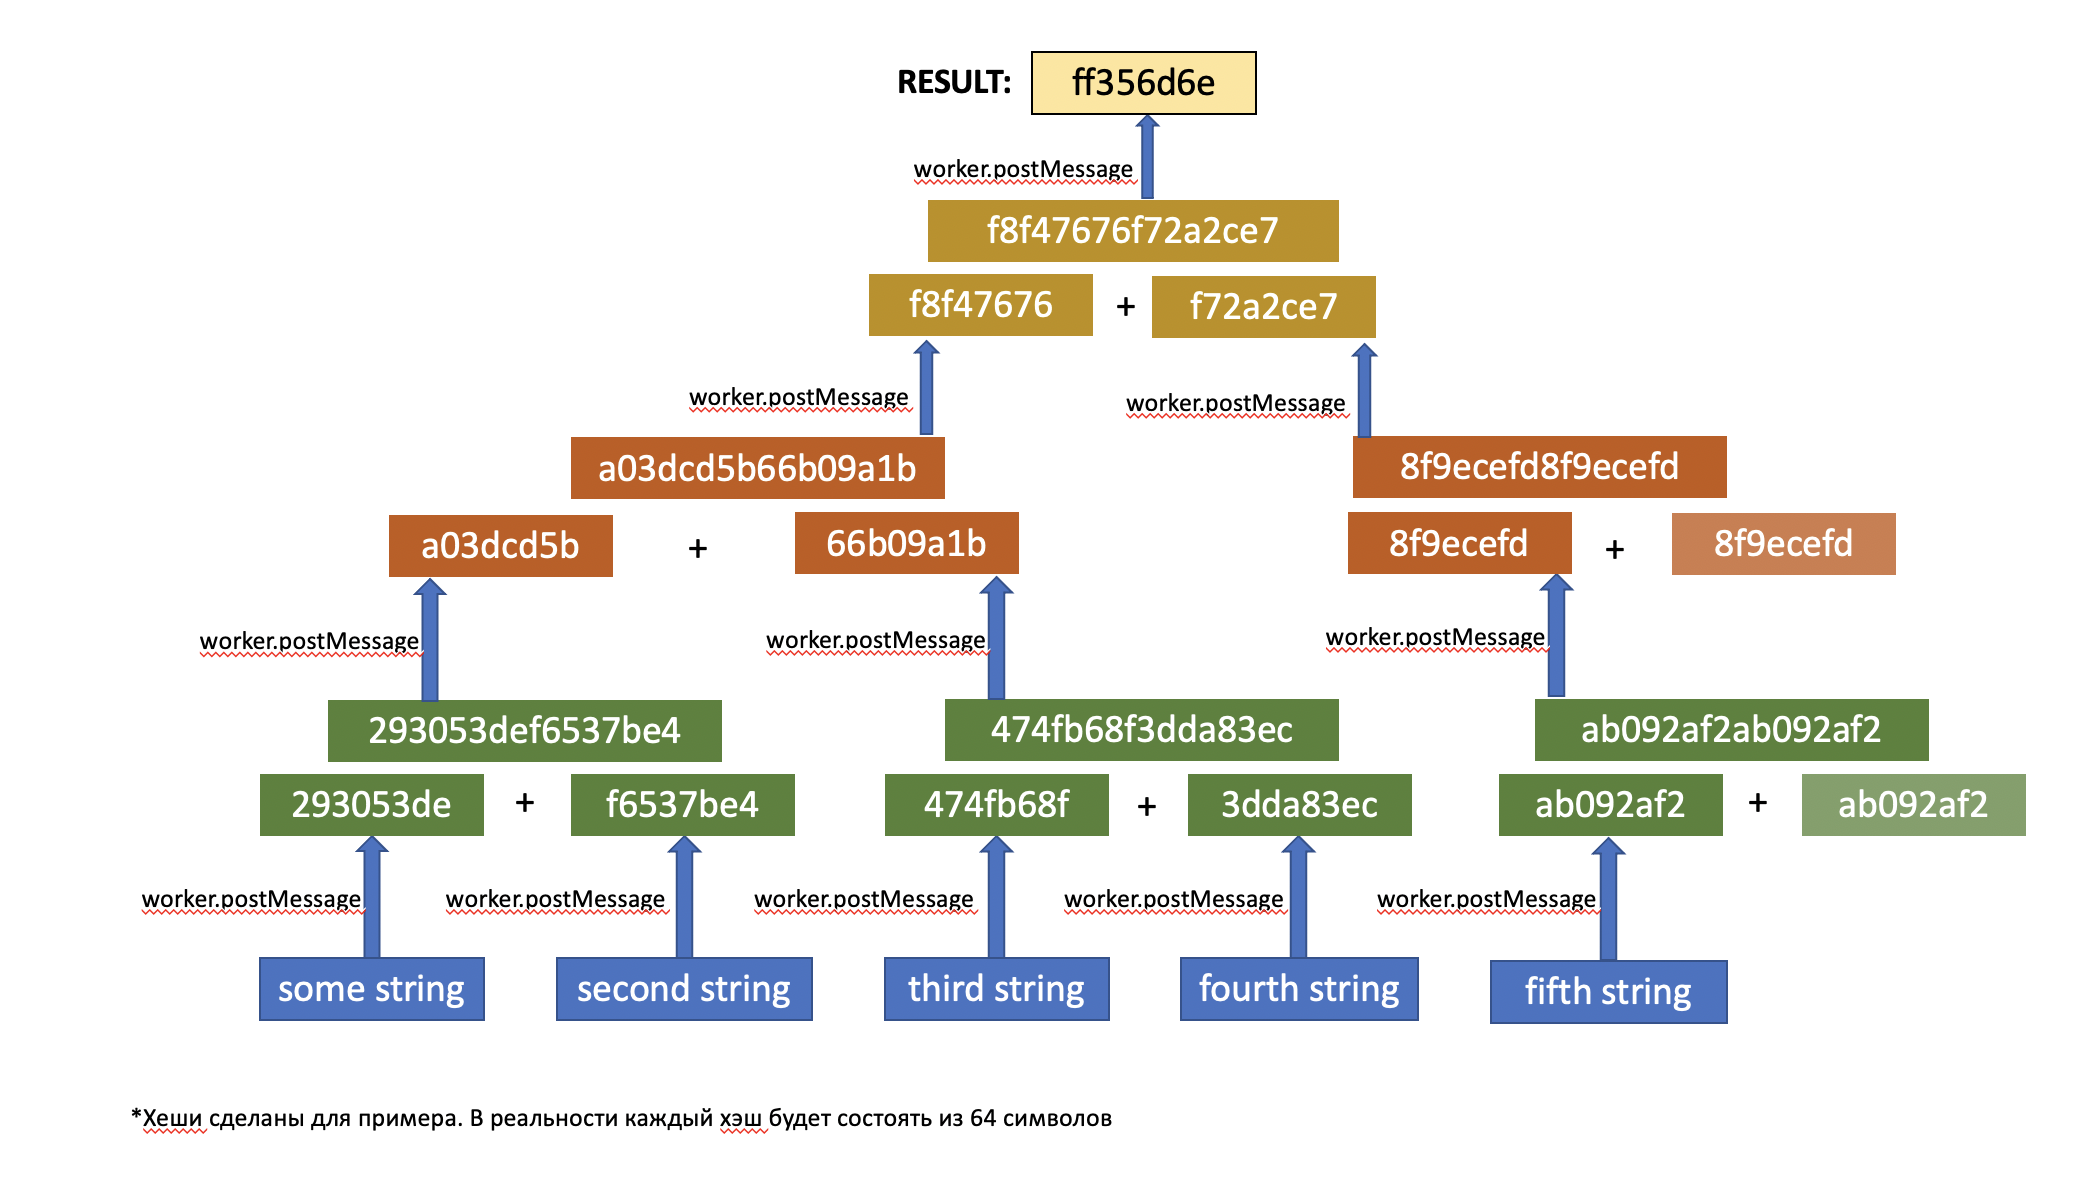 RESULT: ff356d6e
worker.postMessage
f8f47676f72a2ce7
f8f47676 + f72a2ce7
worker.postMessage worker.postMessage
a03dcd5b66b09a1b 8f9ecefd8f9ecefd
a03dcd5b + 66b09a1b 8f9ecefd + 8f9ecefd
worker.postMessage worker.postMessage worker.postMessage
293053def6537be4 474fb68f3dda83ec ab092af2ab092af2
293053de + f6537be4 474fb68f + 3dda83ec ab092af2 + ab092af2
worker.postMessage worker.postMessage worker.postMessage worker.postMessage worker.postMessage
some string second string third string fourth string fifth string
*Хеши сделаны для примера. В реальности каждый хэш будет состоять из 64 символов